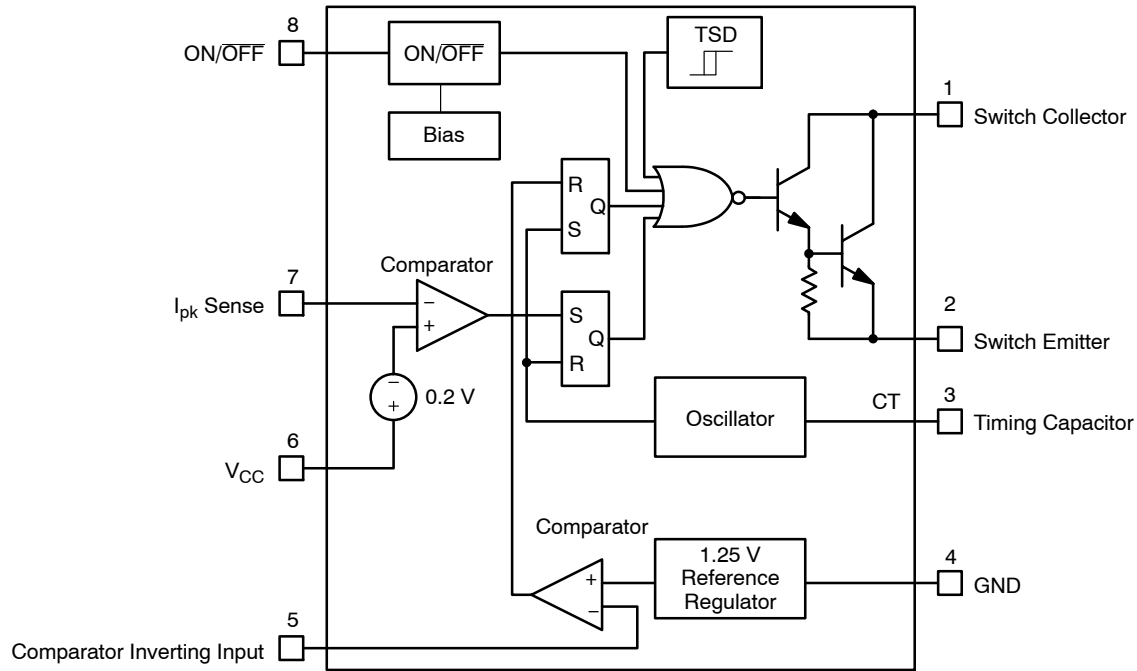 8
ON/OFF
ON/OFF
Bias
TSD
1
Switch Collector
R
Q
S
Comparator
7
Ipk Sense
−
+
S
Q
R
2
Switch Emitter
−
+
0.2 V
6
VCC
Oscillator
CT
3
Timing Capacitor
Comparator
+
−
1.25 V
Reference
Regulator
4
GND
5
Comparator Inverting Input